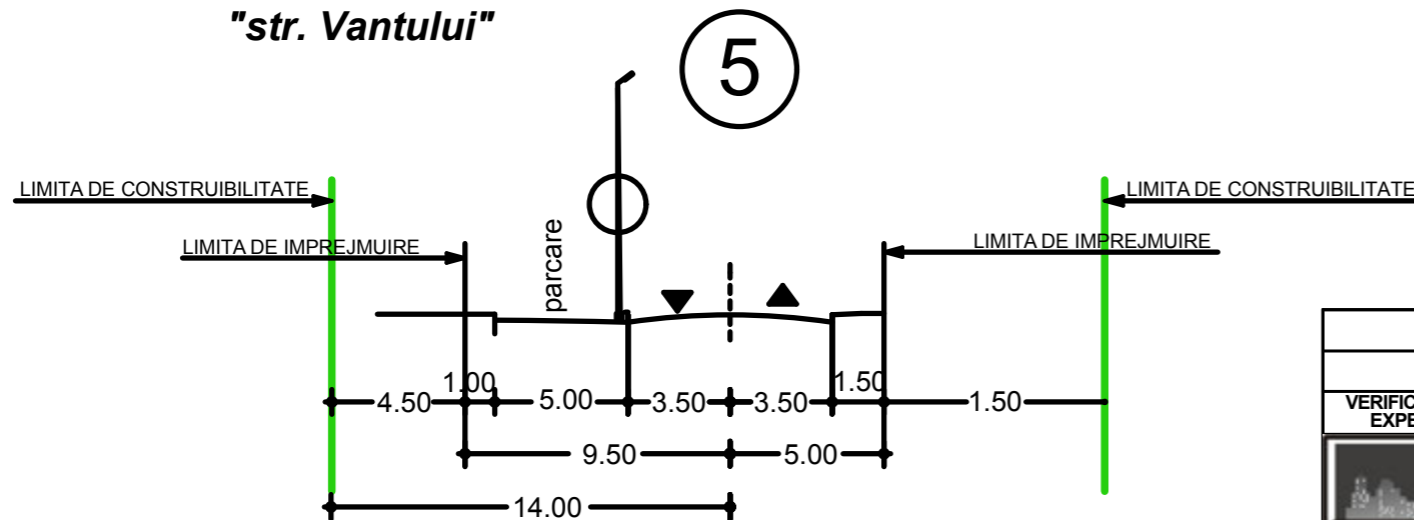 "str. Vantului"
5
LIMITA DE CONSTRUIBILITATE
LIMITA DE CONSTRUIBILITATE
LIMITA DE IMPREJMUIRE
LIMITA DE IMPREJMUIRE
parcare
4.50
1.00
5.00
3.50
3.50
1.50
1.50
9.50
5.00
14.00
VERIFIC
EXPE